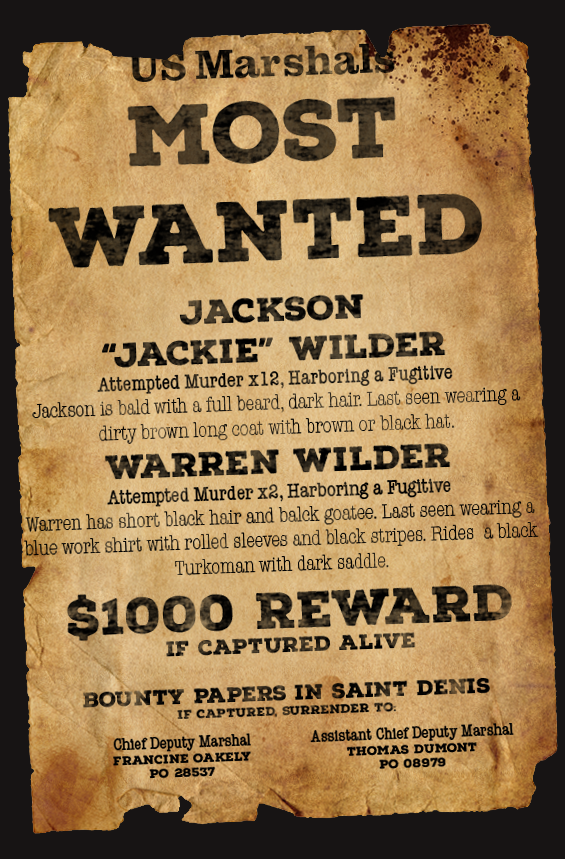 US Marshals
MOST
WANTED
JACKSON
"JACKIE" WILDER
Attempted Murder x12, Harboring a Fugitive
Jackson is bald with a full beard, dark hair. Last seen wearing a
dirty brown long coat with brown or black hat.
WARREN WILDER
Attempted Murder x2, Harboring a Fugitive
Warren has short black hair and balck goatee. Last seen wearing a
blue work shirt with rolled sleeves and black stripes. Rides a black
Turkoman with dark saddle.
$1000 REWARD
IF CAPTURED ALIVE
BOUNTY PAPERS IN SAINT DENIS
IF CAPTURED, SURRENDER TO:
Chief Deputy Marshal
FRANCINE OAKELY
PO 28537
Assistant Chief Deputy Marshal
THOMAS DUMONT
PO 08979